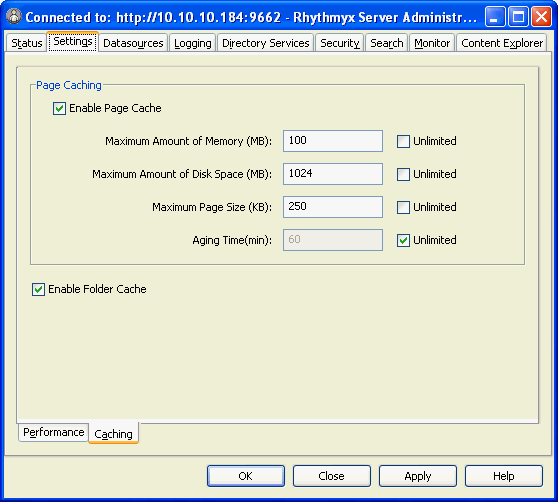 Connected to: http://10.10.10.184:9662 - Rhythmyx Server Administr...
Status Settings Datasources Logging Directory Services Security Search Monitor Content Explorer
Page Caching
Enable Page Cache
Maximum Amount of Memory (MB): 100 Unlimited
Maximum Amount of Disk Space (MB): 1024 Unlimited
Maximum Page Size (KB): 250 Unlimited
Aging Time(min): 60 Unlimited
Enable Folder Cache
Performance Caching
OK Close Apply Help